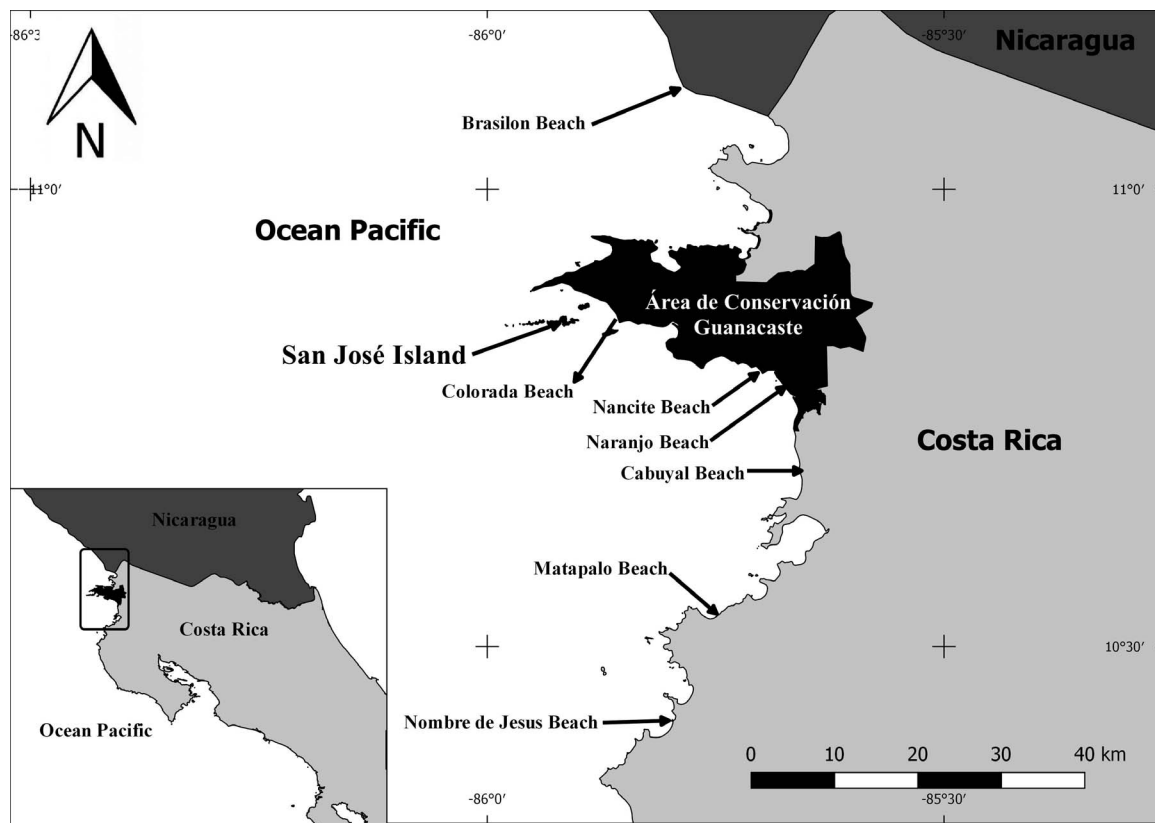 -86°3
-86°0′
-85°30′
Nicaragua
N
Brasilon Beach
11°0′
11°0′
Ocean Pacific
Área de Conservación
Guanacaste
San José Island
Colorada Beach
Nancite Beach
Naranjo Beach
Costa Rica
Cabuyal Beach
Nicaragua
Matapalo Beach
Costa Rica
10°30′
Nombre de Jesus Beach
Ocean Pacific
0 10 20 30 40 km
-86°0′
-85°30′